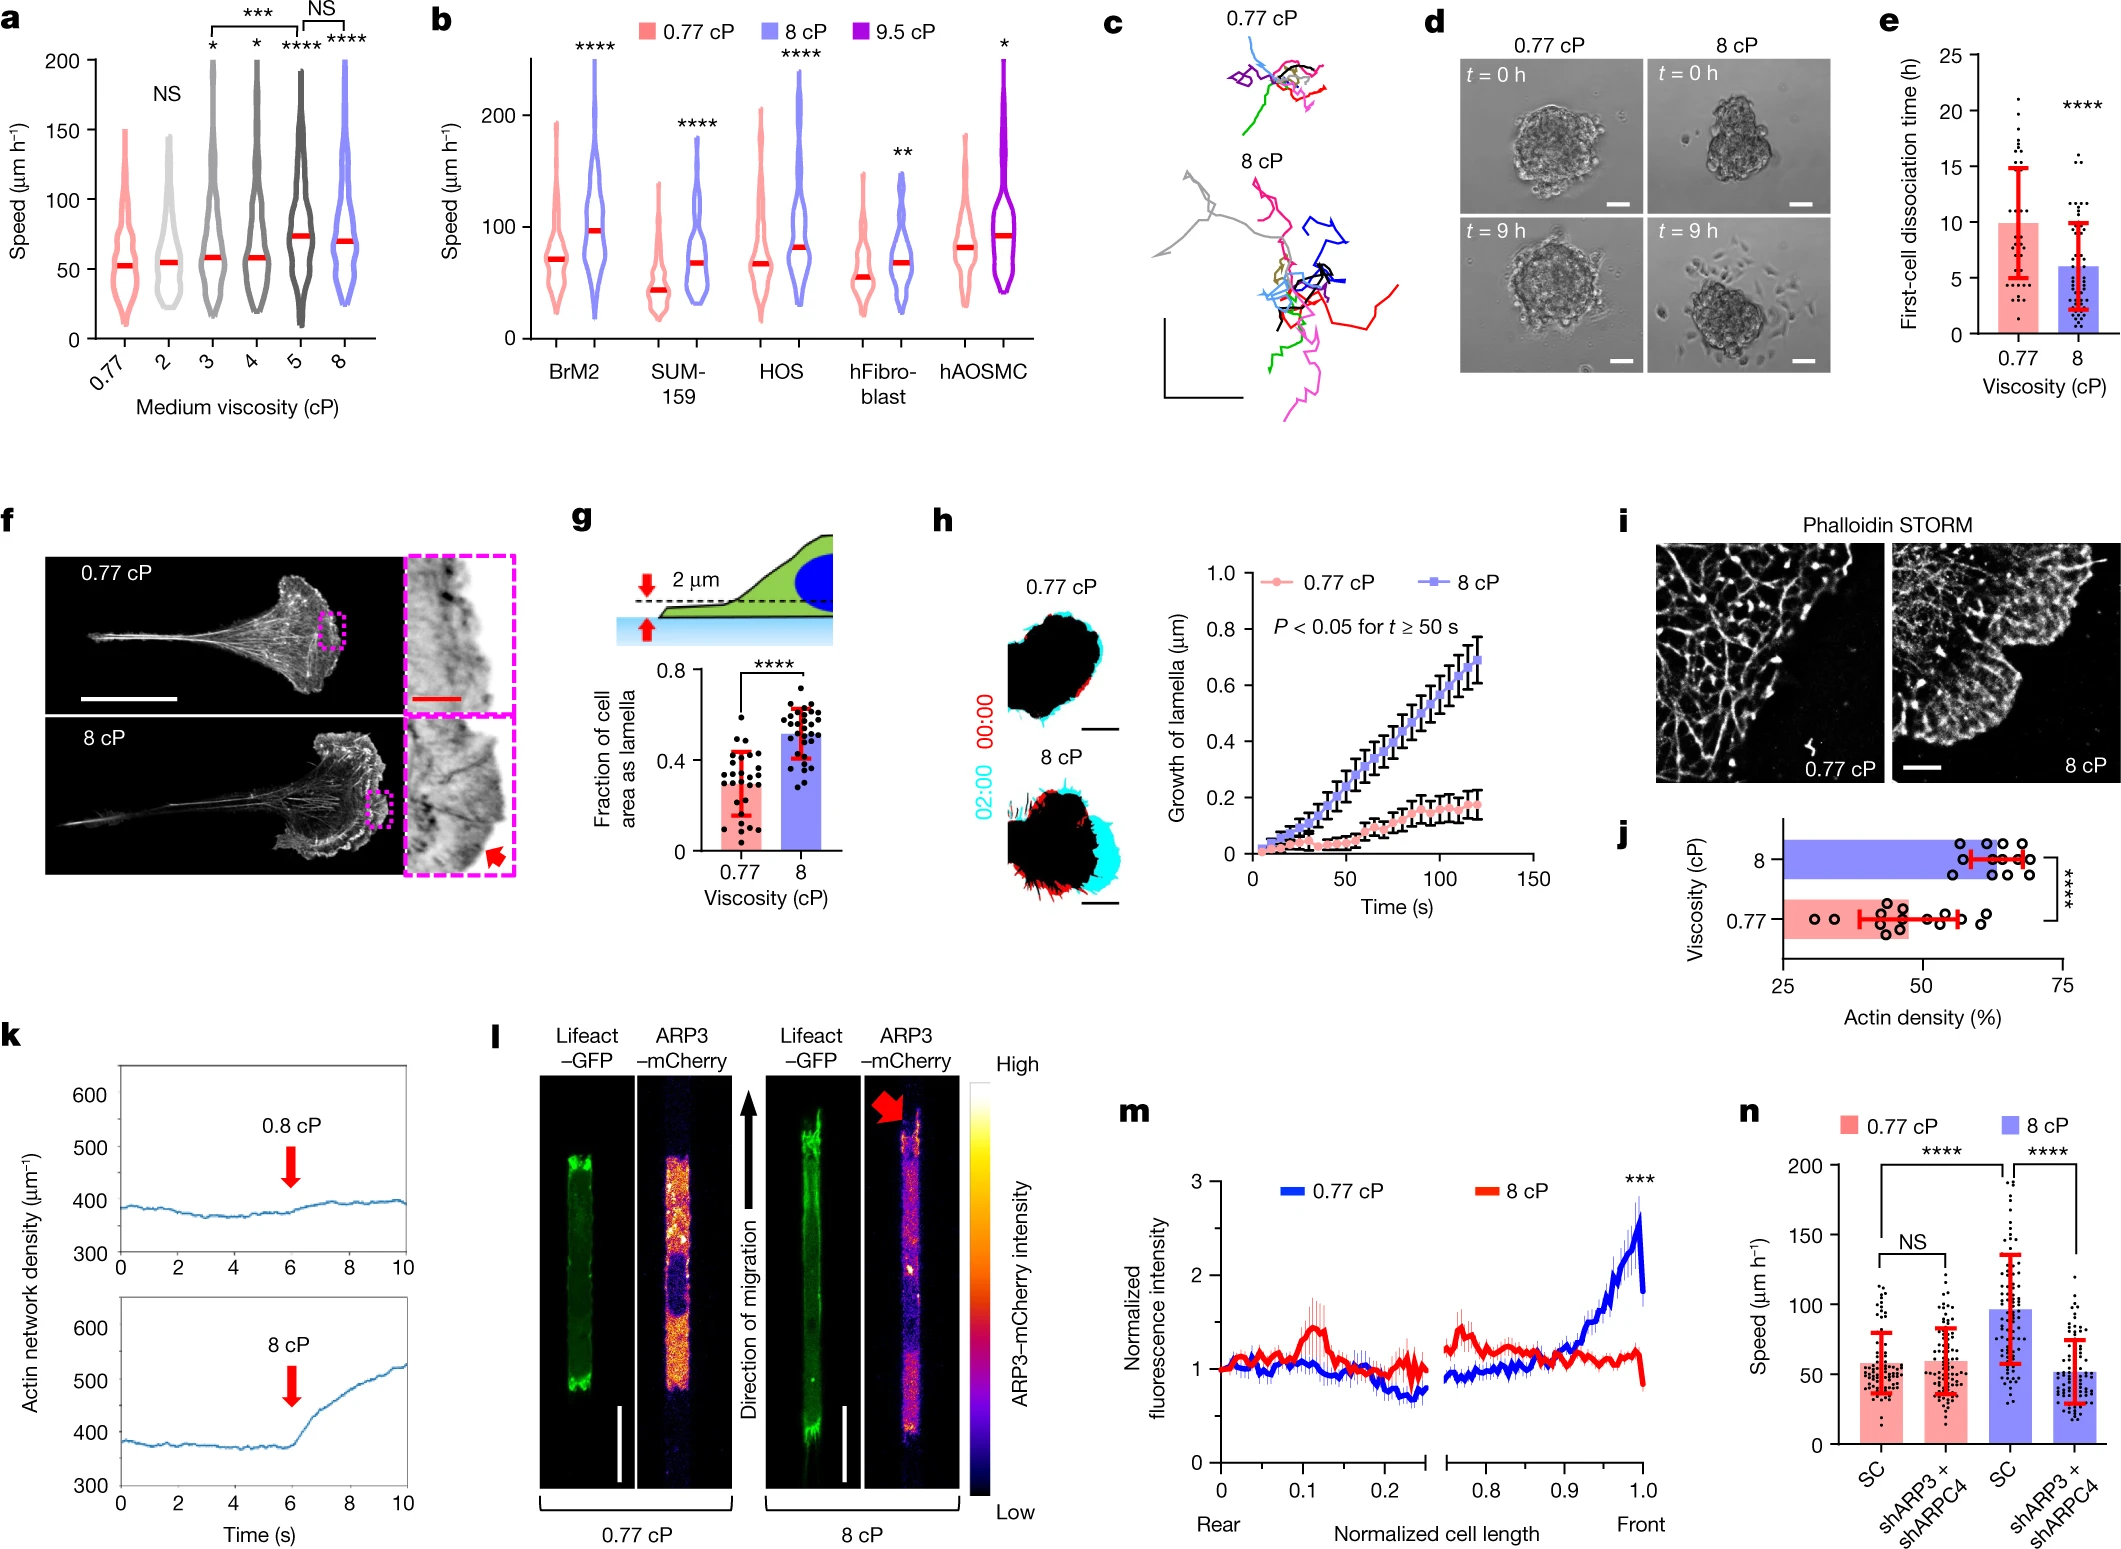 a
***
NS
*
*
****
****
NS
200
150
100
50
0
Speed (µm h⁻¹)
0.77
2
3
4
5
8
Medium viscosity (cP)
b
0.77 cP
8 cP
9.5 cP
****
****
****
**
*
200
100
0
Speed (µm h⁻¹)
BrM2
SUM-
159
HOS
hFibro-
blast
hAOSMC
c
0.77 cP
8 cP
d
0.77 cP
8 cP
t = 0 h
t = 0 h
t = 9 h
t = 9 h
e
25
20
15
10
5
0
First-cell dissociation time (h)
****
0.77
8
Viscosity (cP)
f
0.77 cP
8 cP
g
2 µm
****
0.8
0.4
0
Fraction of cell
area as lamella
0.77
8
Viscosity (cP)
h
0.77 cP
8 cP
02:00 00:00
1.0
0.8
0.6
0.4
0.2
0
Growth of lamella (µm)
0.77 cP
8 cP
P < 0.05 for t ≥ 50 s
0
50
100
150
Time (s)
i
Phalloidin STORM
0.77 cP
8 cP
j
Viscosity (cP)
8
0.77
****
25
50
75
Actin density (%)
k
Actin network density (µm⁻¹)
600
500
400
300
0.8 cP
0
2
4
6
8
10
600
500
400
300
8 cP
0
2
4
6
8
10
Time (s)
l
Lifeact
–GFP
ARP3
–mCherry
Lifeact
–GFP
ARP3
–mCherry
Direction of migration
High
Low
ARP3–mCherry intensity
0.77 cP
8 cP
m
0.77 cP
8 cP
***
3
2
1
0
Normalized
fluorescence intensity
0
0.1
0.2
0.8
0.9
1.0
Rear
Normalized cell length
Front
n
0.77 cP
8 cP
****
****
NS
200
150
100
50
0
Speed (µm h⁻¹)
SC
shARP3 +
shARPC4
SC
shARP3 +
shARPC4